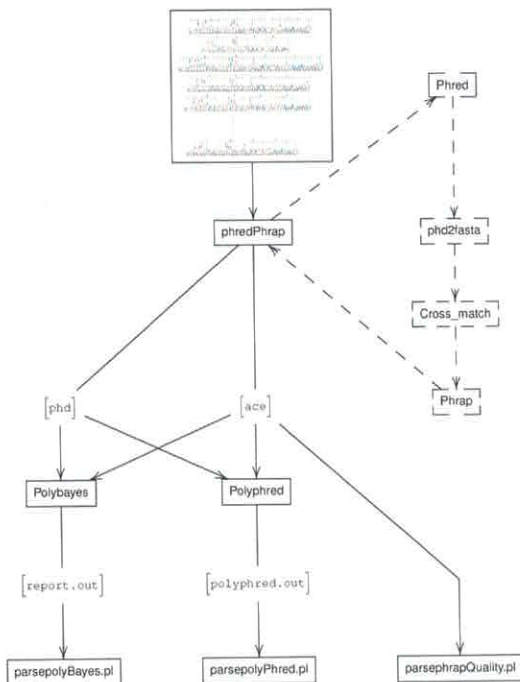 Phred
phredPhrap
phd2fasta
Cross_match
Phrap
[phd]
[ace]
Polybayes
Polyphred
[report.out]
[polyphred.out]
parsepolyBayes.pl
parsepolyPhred.pl
parsephrapQuality.pl